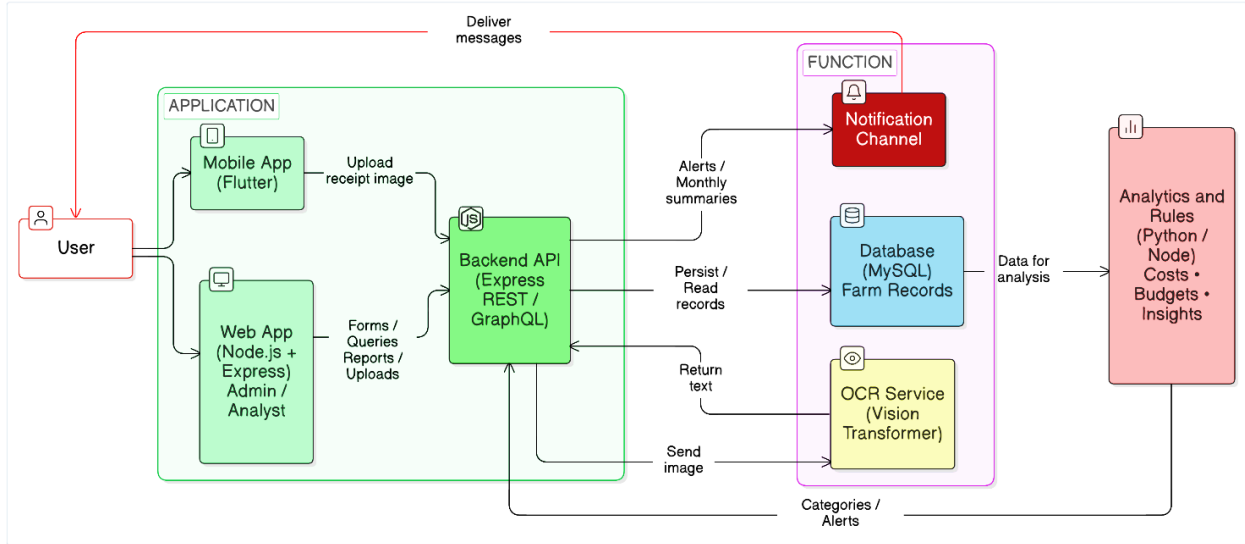 Deliver
messages
FUNCTION
APPLICATION
Notification
Channel
Mobile App
(Flutter)
Upload
receipt image
Alerts /
Monthly
summaries
Analytics and
Rules
(Python /
Node)
Costs •
Budgets •
Insights
User
JS
Backend API
(Express
REST /
GraphQL)
Persist /
Read
records
Database
(MySQL)
Farm Records
Data for
analysis
Web App
(Node.js +
Express)
Admin /
Analyst
Forms /
Queries
Reports /
Uploads
Return
text
OCR Service
(Vision
Transformer)
Send
image
Categories /
Alerts